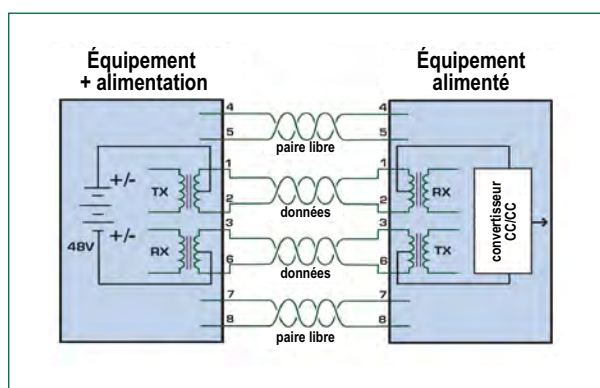 Équipement
+ alimentation
Équipement
alimenté
4
4
5
5
paire libre
1
1
+/-
TX
RX
2
2
données
convertisseur
CC/CC
3
3
+/-
48V
RX
TX
6
6
données
7
7
8
8
paire libre